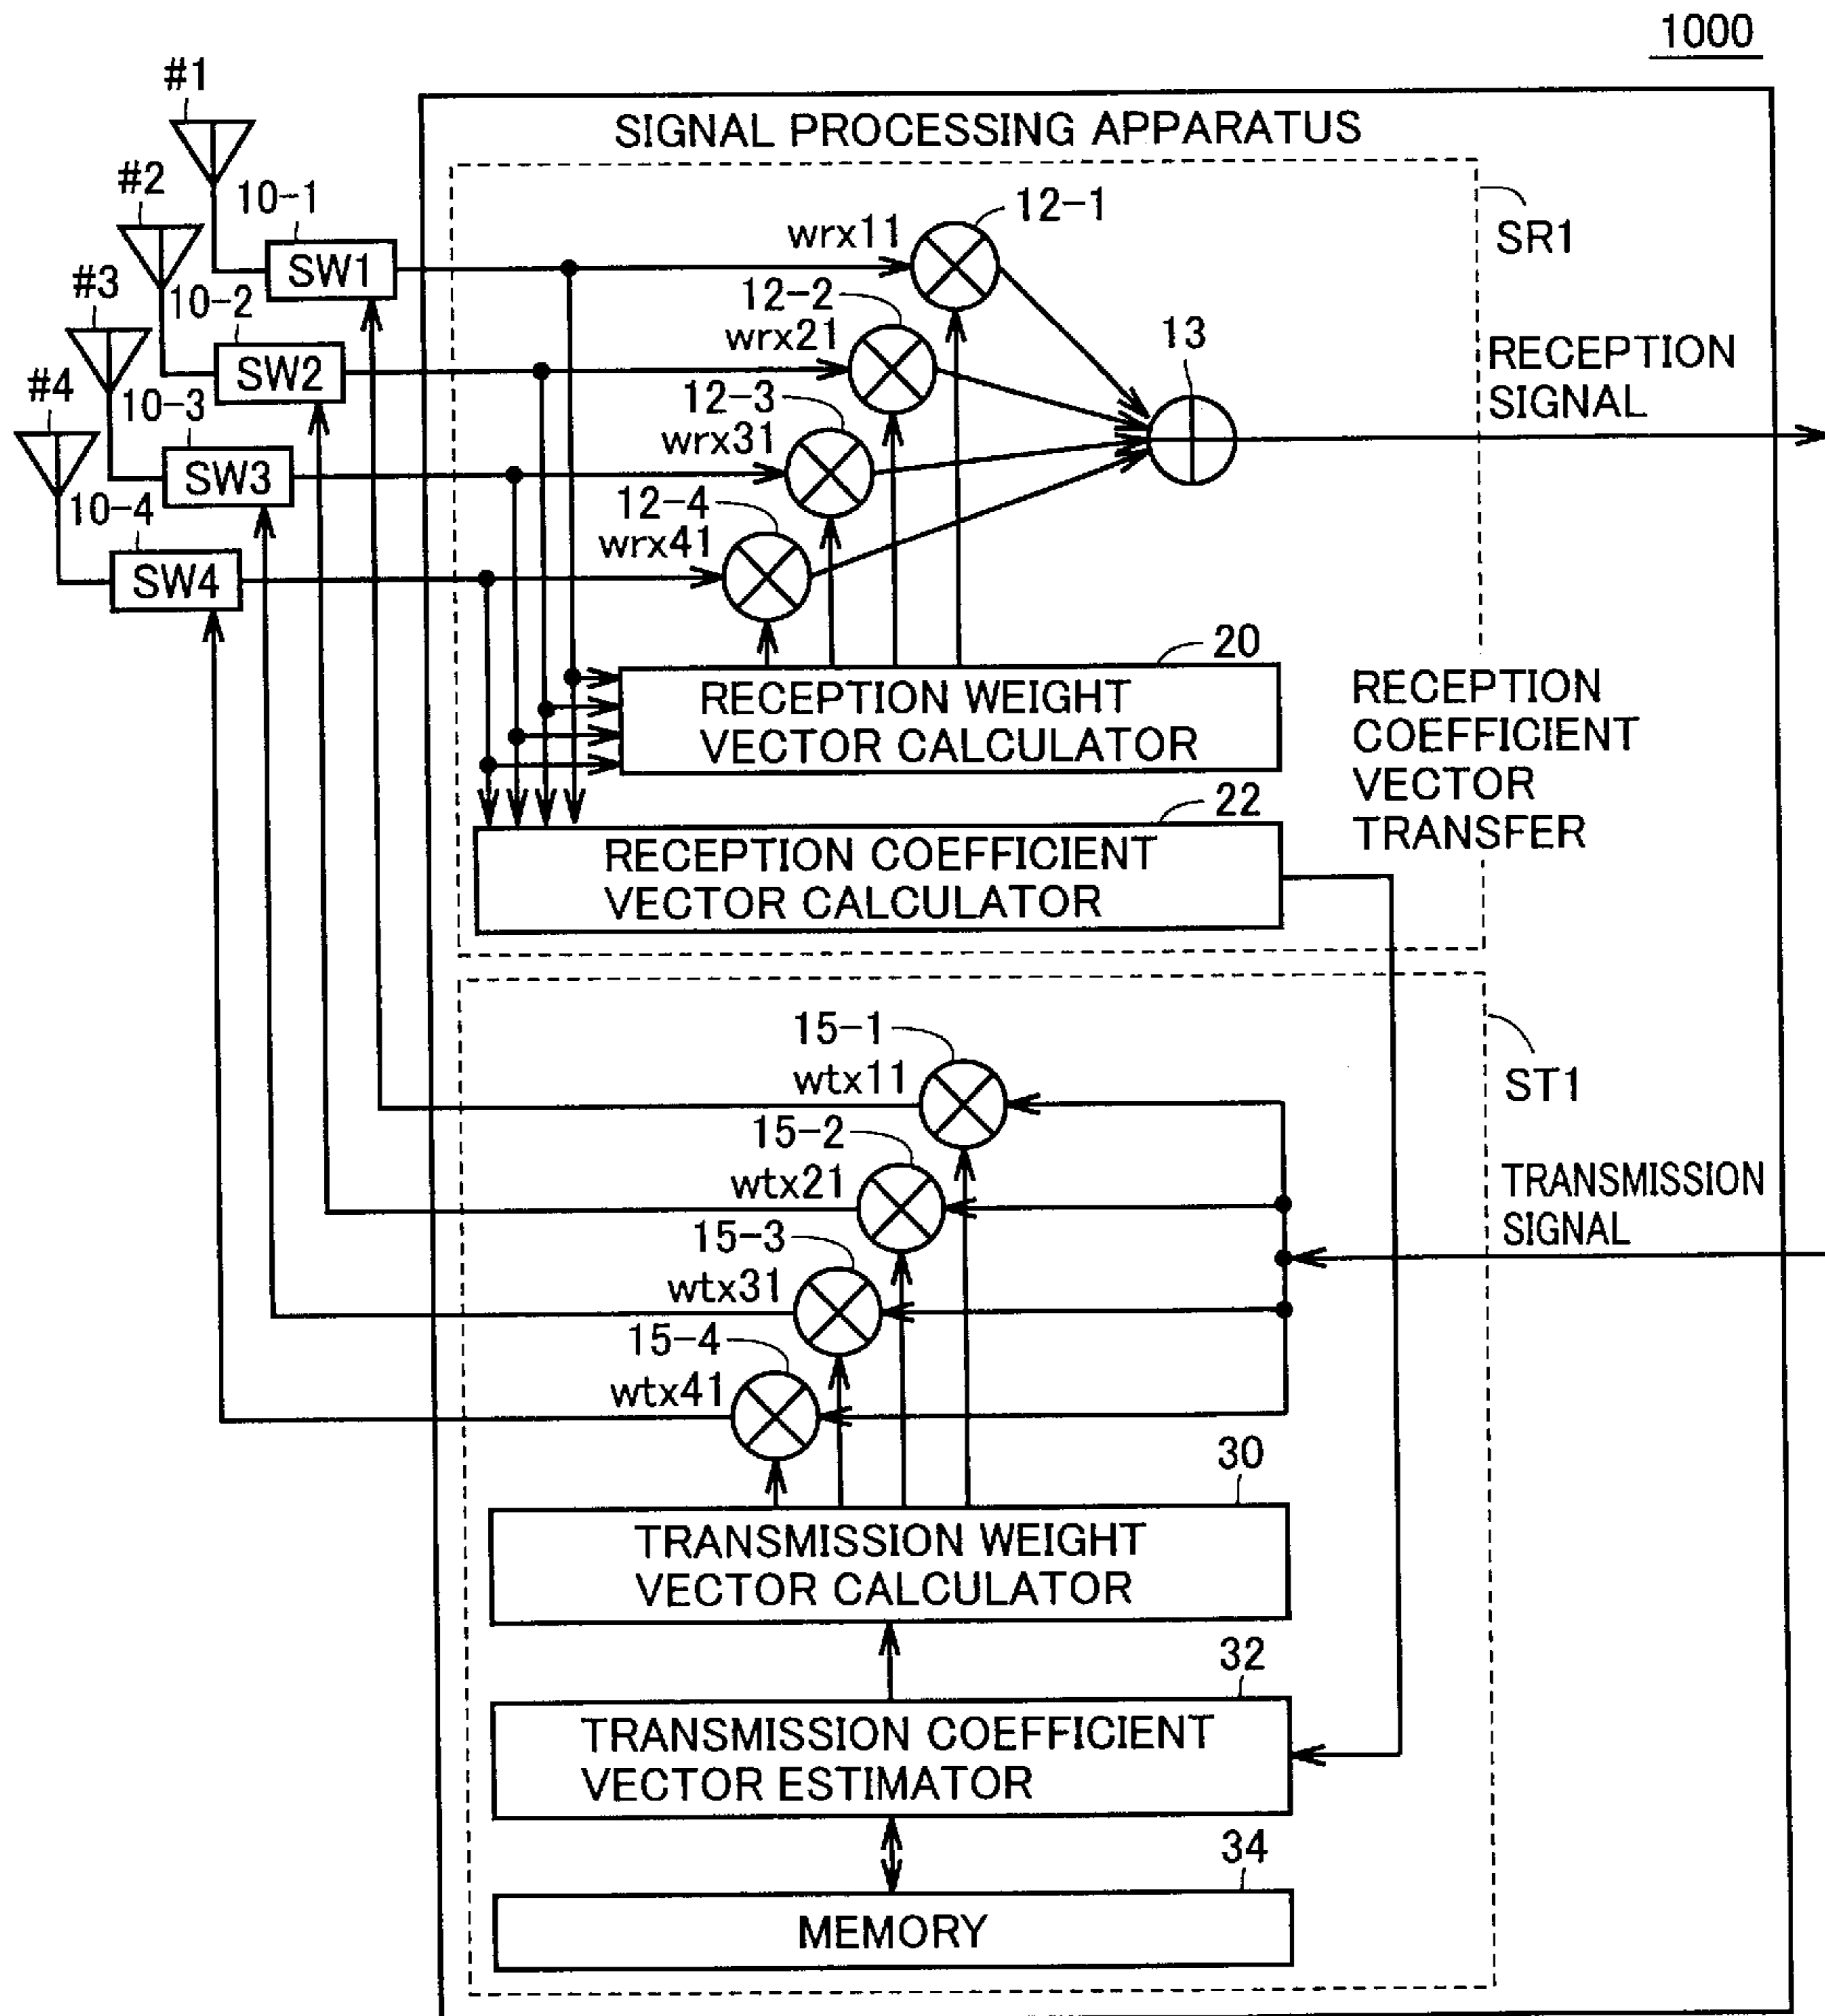 1000
#1
SIGNAL PROCESSING APPARATUS
#2
10-1
12-1
SR1
wrx11
SW1
#3
10-2
12-2
wrx21
13
RECEPTION
SIGNAL
SW2
#4
10-3
12-3
wrx31
SW3
10-4
12-4
wrx41
SW4
20
RECEPTION WEIGHT
VECTOR CALCULATOR
RECEPTION
COEFFICIENT
VECTOR
TRANSFER
22
RECEPTION COEFFICIENT
VECTOR CALCULATOR
15-1
wtx11
ST1
15-2
wtx21
TRANSMISSION
SIGNAL
15-3
wtx31
15-4
wtx41
30
TRANSMISSION WEIGHT
VECTOR CALCULATOR
32
TRANSMISSION COEFFICIENT
VECTOR ESTIMATOR
34
MEMORY